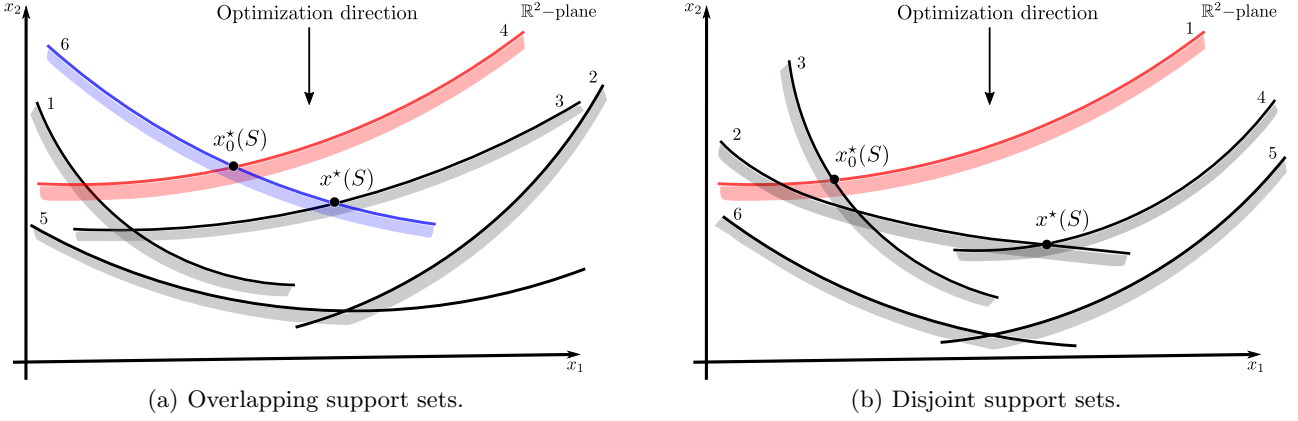 x₂
Optimization direction
ℝ²−plane
6
4
1
2
3
x₀⋆(S)
x⋆(S)
5
x₁
(a) Overlapping support sets.
x₂
Optimization direction
ℝ²−plane
1
3
4
2
x₀⋆(S)
5
6
x⋆(S)
x₁
(b) Disjoint support sets.